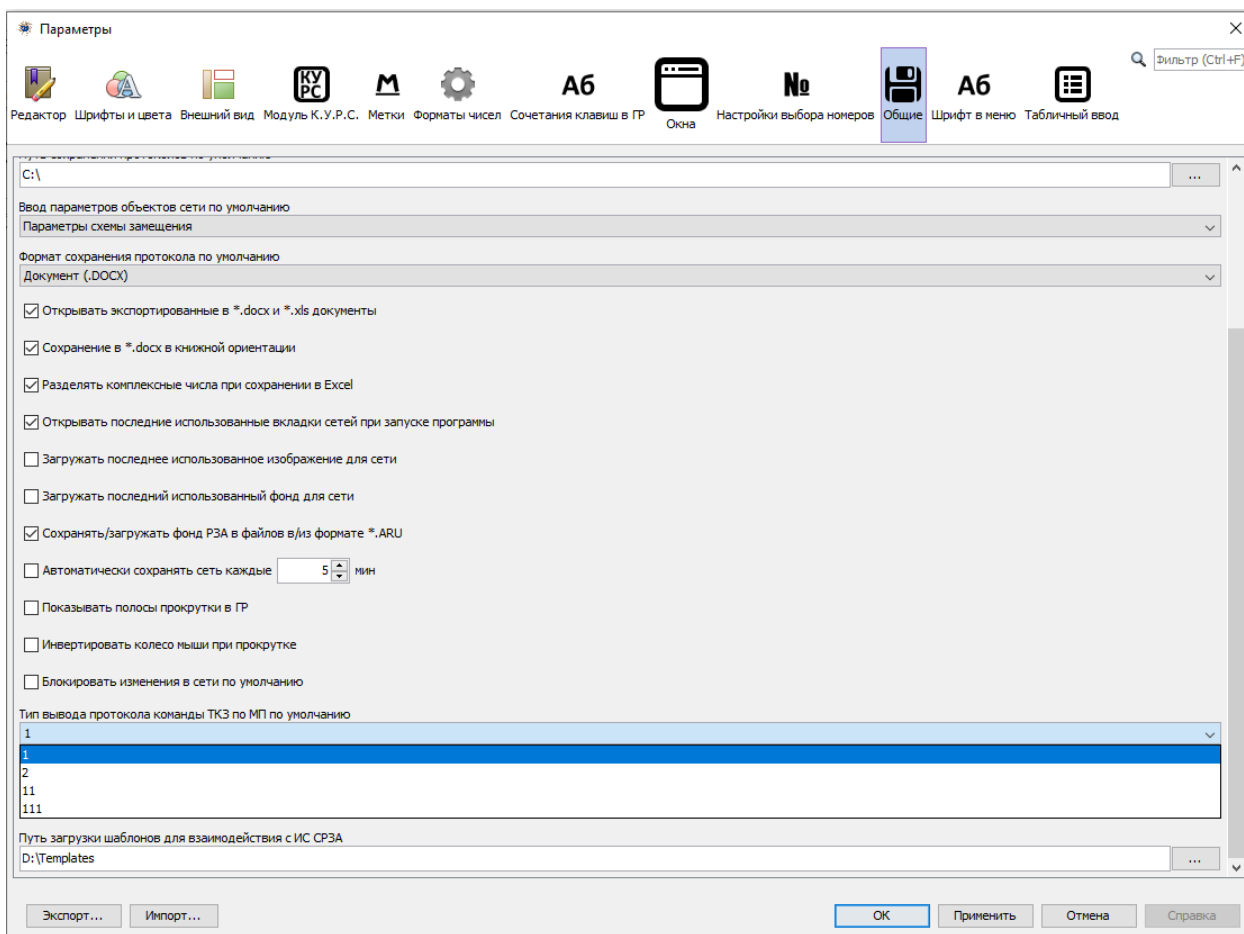 Параметры
Фильтр (Ctrl+F)
КУ
РС
М
Аб
№
Аб
Редактор Шрифты и цвета Внешний вид Модуль К.У.Р.С. Метки Форматы чисел Сочетания клавиш в ГР Окна Настройки выбора номеров Общие Шрифт в меню Табличный ввод
C:\
...
Ввод параметров объектов сети по умолчанию
Параметры схемы замещения
Формат сохранения протокола по умолчанию
Документ (.DOCX)
Открывать экспортированные в *.docx и *.xls документы
Сохранение в *.docx в книжной ориентации
Разделять комплексные числа при сохранении в Excel
Открывать последние использованные вкладки сетей при запуске программы
Загружать последнее использованное изображение для сети
Загружать последний использованный фонд для сети
Сохранять/загружать фонд РЗА в файлов в/из формате *.ARU
Автоматически сохранять сеть каждые 5 мин
Показывать полосы прокрутки в ГР
Инвертировать колесо мыши при прокрутке
Блокировать изменения в сети по умолчанию
Тип вывода протокола команды ТКЗ по МП по умолчанию
1
1
2
11
111
Путь загрузки шаблонов для взаимодействия с ИС СРЗА
D:\Templates
...
Экспорт... Импорт... ОК Применить Отмена Справка